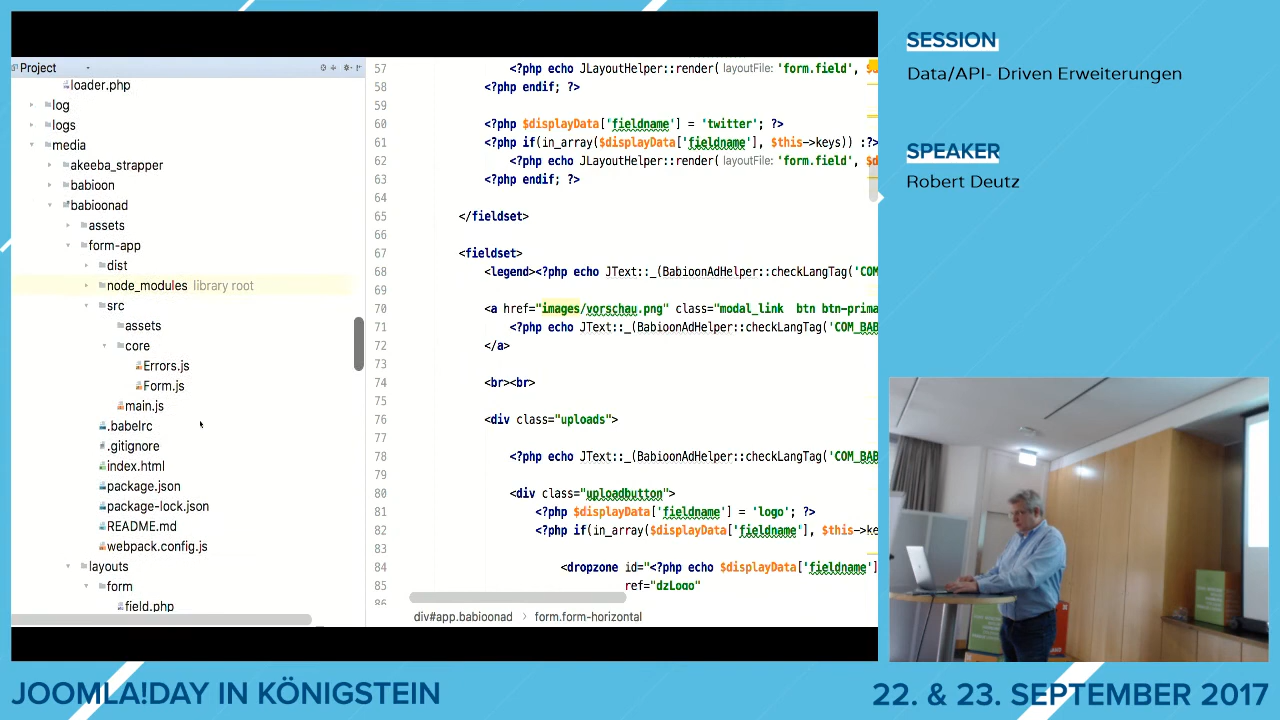 SESSION
Data/API- Driven Erweiterungen
SPEAKER
Robert Deutz
Project
loader.php
log
logs
media
akeeba_strapper
babioon
babioonad
assets
form-app
dist
node_modules library root
src
assets
core
Errors.js
Form.js
main.js
.babelrc
.gitignore
index.html
package.json
package-lock.json
README.md
webpack.config.js
layouts
form
field.php
57 <?php echo JLayoutHelper::render( layoutFile: 'form.field',
58 <?php endif; ?>
59
60 <?php $displayData['fieldname'] = 'twitter'; ?>
61 <?php if(in_array($displayData['fieldname'], $this->keys)) :?>
62 <?php echo JLayoutHelper::render( layoutFile: 'form.field', $d
63 <?php endif; ?>
64
65 </fieldset>
66
67 <fieldset>
68 <legend><?php echo JText::_(BabioonAdHelper::checkLangTag('COM
69
70 <a href="images/vorschau.png" class="modal_link btn btn-prima
71 <?php echo JText::_(BabioonAdHelper::checkLangTag('COM_BAB
72 </a>
73
74 <br><br>
75
76 <div class="uploads">
77
78 <?php echo JText::_(BabioonAdHelper::checkLangTag('COM_BAB
79
80 <div class="uploadbutton">
81 <?php $displayData['fieldname'] = 'logo'; ?>
82 <?php if(in_array($displayData['fieldname'], $this->ke
83
84 <dropzone id="<?php echo $displayData['fieldname']
85 ref="dzLogo"
86
div#app.babioonad > form.form-horizontal
JOOMLA!DAY IN KÖNIGSTEIN
22. & 23. SEPTEMBER 2017